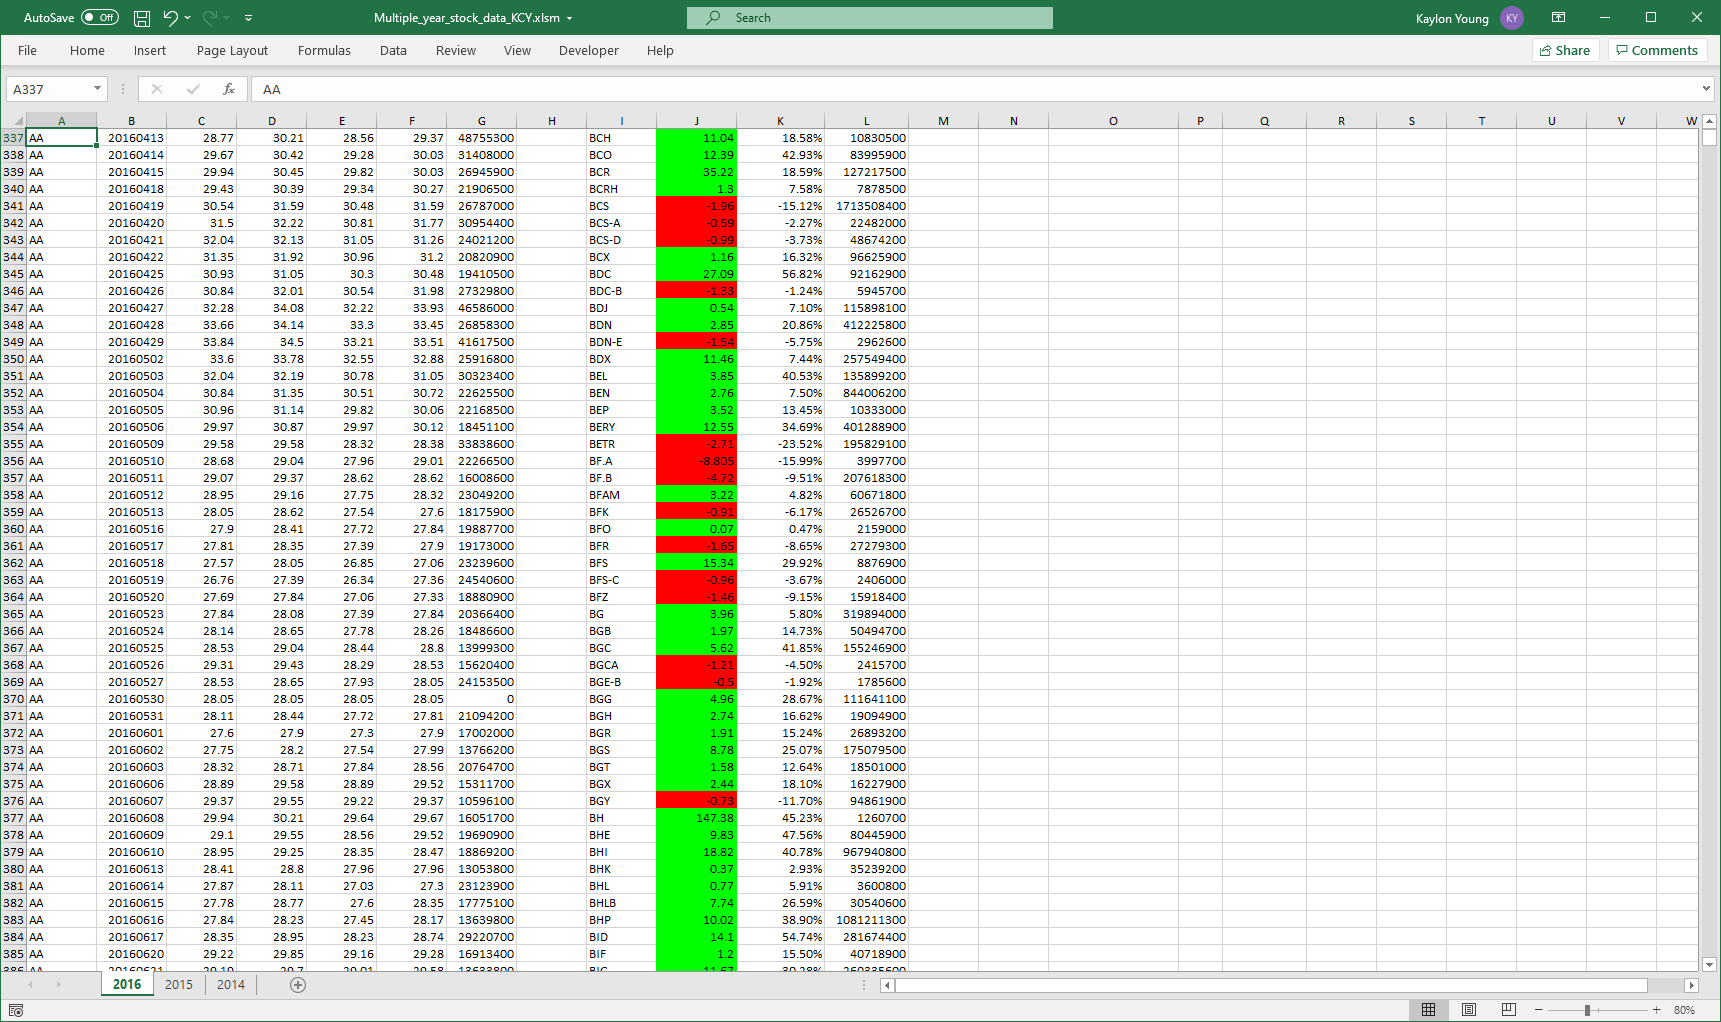 AutoSave Off Multiple_year_stock_data_KCY.xlsm Search Kaylon Young KY
File Home Insert Page Layout Formulas Data Review View Developer Help Share Comments
A337 fx AA
A B C D E F G H I J K L M N O P Q R S T U V W
337 AA 20160413 28.77 30.21 28.56 29.37 48755300 BCH 11.04 18.58% 10830500
338 AA 20160414 29.67 30.42 29.28 30.03 31408000 BCO 12.39 42.93% 83995900
339 AA 20160415 29.94 30.45 29.82 30.03 26945900 BCR 35.22 18.59% 127217500
340 AA 20160418 29.43 30.39 29.34 30.27 21906500 BCRH 1.3 7.58% 7878500
341 AA 20160419 30.54 31.59 30.48 31.59 26787000 BCS -1.96 -15.12% 1713508400
342 AA 20160420 31.5 32.22 30.81 31.77 30954400 BCS-A -0.59 -2.27% 22482000
343 AA 20160421 32.04 32.13 31.05 31.26 24021200 BCS-D -0.99 -3.73% 48674200
344 AA 20160422 31.35 31.92 30.96 31.2 20820900 BCX 1.16 16.32% 96625900
345 AA 20160425 30.93 31.05 30.3 30.48 19410500 BDC 27.09 56.82% 92162900
346 AA 20160426 30.84 32.01 30.54 31.98 27329800 BDC-B -1.33 -1.24% 5945700
347 AA 20160427 32.28 34.08 32.22 33.93 46586000 BDJ 0.54 7.10% 115898100
348 AA 20160428 33.66 34.14 33.3 33.45 26858300 BDN 2.85 20.86% 412225800
349 AA 20160429 33.84 34.5 33.21 33.51 41617500 BDN-E -1.54 -5.75% 2962600
350 AA 20160502 33.6 33.78 32.55 32.88 25916800 BDX 11.46 7.44% 257549400
351 AA 20160503 32.04 32.19 30.78 31.05 30323400 BEL 3.85 40.53% 135899200
352 AA 20160504 30.84 31.35 30.51 30.72 22625500 BEN 2.76 7.50% 844006200
353 AA 20160505 30.96 31.14 29.82 30.06 22168500 BEP 3.52 13.45% 10333000
354 AA 20160506 29.97 30.87 29.97 30.12 18451100 BERY 12.55 34.69% 401288900
355 AA 20160509 29.58 29.58 28.32 28.38 33838600 BETR -2.71 -23.52% 195829100
356 AA 20160510 28.68 29.04 27.96 29.01 22266500 BF.A -8.805 -15.99% 3997700
357 AA 20160511 29.07 29.37 28.62 28.62 16008600 BF.B -4.72 -9.51% 207618300
358 AA 20160512 28.95 29.16 27.75 28.32 23049200 BFAM 3.22 4.82% 60671800
359 AA 20160513 28.05 28.62 27.54 27.6 18175900 BFK -0.91 -6.17% 26526700
360 AA 20160516 27.9 28.41 27.72 27.84 19887700 BFO 0.07 0.47% 2159000
361 AA 20160517 27.81 28.35 27.39 27.9 19173000 BFR -1.65 -8.65% 27279300
362 AA 20160518 27.57 28.05 26.85 27.06 23239600 BFS 15.34 29.92% 8876900
363 AA 20160519 26.76 27.39 26.34 27.36 24540600 BFS-C -0.96 -3.67% 2406000
364 AA 20160520 27.69 27.84 27.06 27.33 18880900 BFZ -1.46 -9.15% 15918400
365 AA 20160523 27.84 28.08 27.39 27.84 20366400 BG 3.96 5.80% 319894000
366 AA 20160524 28.14 28.65 27.78 28.26 18486600 BGB 1.97 14.73% 50494700
367 AA 20160525 28.53 29.04 28.44 28.8 13999300 BGC 5.62 41.85% 155246900
368 AA 20160526 29.31 29.43 28.29 28.53 15620400 BGCA -1.21 -4.50% 2415700
369 AA 20160527 28.53 28.65 27.93 28.05 24153500 BGE-B -0.5 -1.92% 1785600
370 AA 20160530 28.05 28.05 28.05 28.05 0 BGG 4.96 28.67% 111641100
371 AA 20160531 28.11 28.44 27.72 27.81 21094200 BGH 2.74 16.62% 19094900
372 AA 20160601 27.6 27.9 27.3 27.9 17002000 BGR 1.91 15.24% 26893200
373 AA 20160602 27.75 28.2 27.54 27.99 13766200 BGS 8.78 25.07% 175079500
374 AA 20160603 28.32 28.71 27.84 28.56 20764700 BGT 1.58 12.64% 18501000
375 AA 20160606 28.89 29.58 28.89 29.52 15311700 BGX 2.44 18.10% 16227900
376 AA 20160607 29.37 29.55 29.22 29.37 10596100 BGY -0.73 -11.70% 94861900
377 AA 20160608 29.94 30.21 29.64 29.67 16051700 BH 147.38 45.23% 1260700
378 AA 20160609 29.1 29.55 28.56 29.52 19690900 BHE 9.83 47.56% 80445900
379 AA 20160610 28.95 29.25 28.35 28.47 18869200 BHI 18.82 40.78% 967940800
380 AA 20160613 28.41 28.8 27.96 27.96 13053800 BHK 0.37 2.93% 35239200
381 AA 20160614 27.87 28.11 27.03 27.3 23123900 BHL 0.77 5.91% 3600800
382 AA 20160615 27.78 28.77 27.6 28.35 17775100 BHLB 7.74 26.59% 30540600
383 AA 20160616 27.84 28.23 27.45 28.17 13639800 BHP 10.02 38.90% 1081211300
384 AA 20160617 28.35 28.95 28.23 28.74 29220700 BID 14.1 54.74% 281674400
385 AA 20160620 29.22 29.85 29.16 29.28 16913400 BIF 1.2 15.50% 40718900
386 AA 20160621
2016 2015 2014
80%